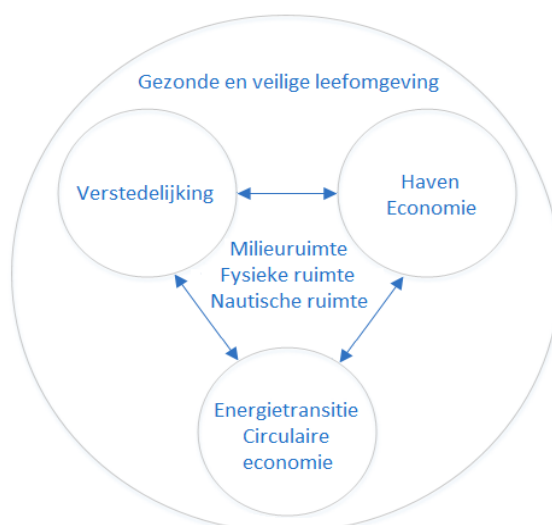 Gezonde en veilige leefomgeving
Verstedelijking
Haven
Economie
Milieuruimte
Fysieke ruimte
Nautische ruimte
Energietransitie
Circulaire
economie